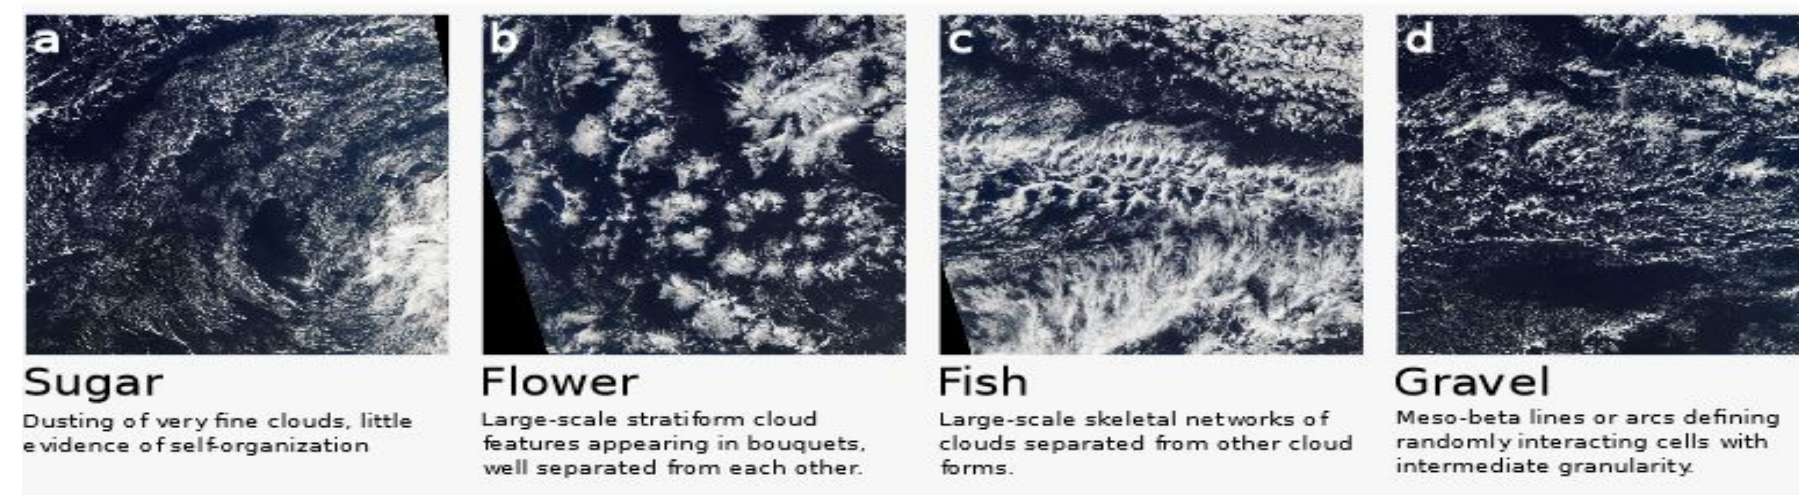 a
b
c
d
Sugar
Dusting of very fine clouds, little
evidence of self-organization
Flower
Large-scale stratiform cloud
features appearing in bouquets,
well separated from each other.
Fish
Large-scale skeletal networks of
clouds separated from other cloud
forms.
Gravel
Meso-beta lines or arcs defining
randomly interacting cells with
intermediate granularity.